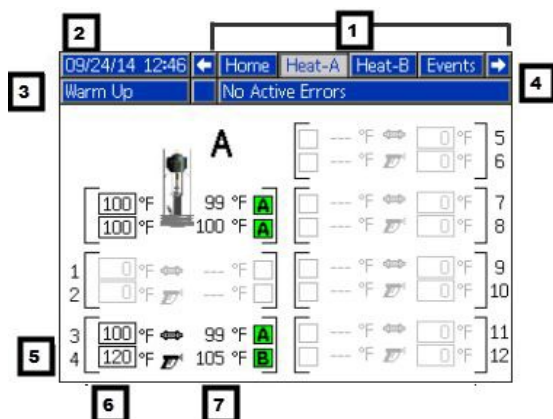 1
2
09/24/14 12:46 Home Heat-A Heat-B Events
3
Warm Up No Active Errors
4
A
--- °F 0 °F 5
--- °F 0 °F 6
100 °F 99 °F A
100 °F 100 °F A
--- °F 0 °F 7
--- °F 0 °F 8
1 0 °F --- °F
2 0 °F --- °F
--- °F 0 °F 9
--- °F 0 °F 10
3 100 °F 99 °F A
4 120 °F 105 °F B
--- °F 0 °F 11
--- °F 0 °F 12
5
6 7